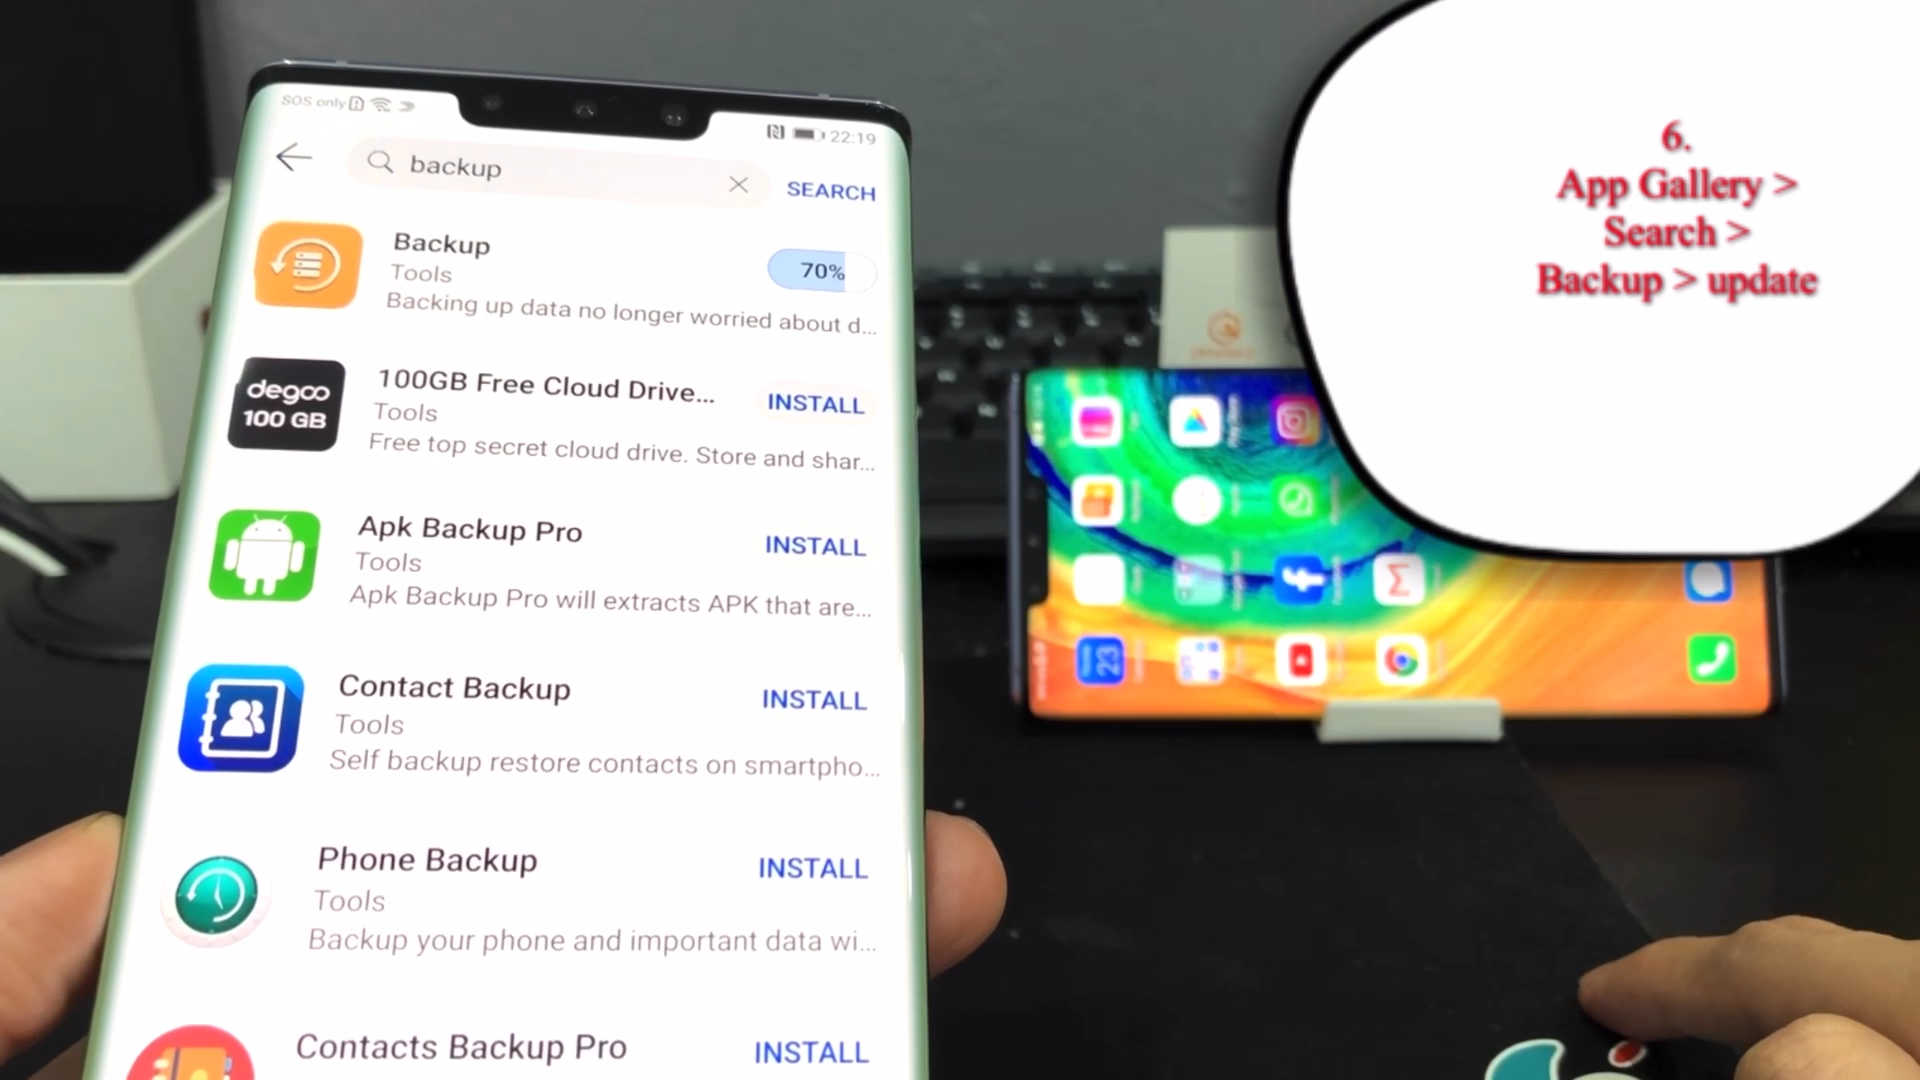 SOS only
22:19
backup
SEARCH
Backup
Tools
70%
Backing up data no longer worried about d...
degoo
100 GB
100GB Free Cloud Drive...
INSTALL
Tools
Free top secret cloud drive. Store and shar...
Apk Backup Pro
INSTALL
Tools
Apk Backup Pro will extracts APK that are...
Contact Backup
INSTALL
Tools
Self backup restore contacts on smartpho...
Phone Backup
INSTALL
Tools
Backup your phone and important data wi...
Contacts Backup Pro
INSTALL
6.
App Gallery >
Search >
Backup > update
23